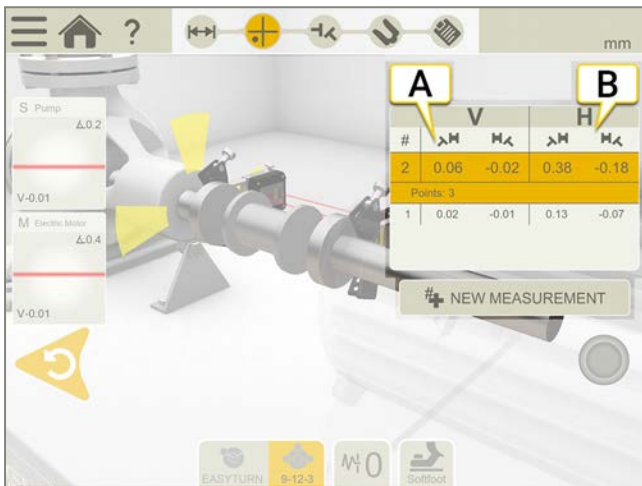 ?
mm
A
B
S Pump
∡0.2
V-0.01
M Electric Motor
∡0.4
V-0.01
V H
#
2 0.06 -0.02 0.38 -0.18
Points: 3
1 0.02 -0.01 0.13 -0.07
# NEW MEASUREMENT
EASYTURN
9-12-3
0
Softfoot